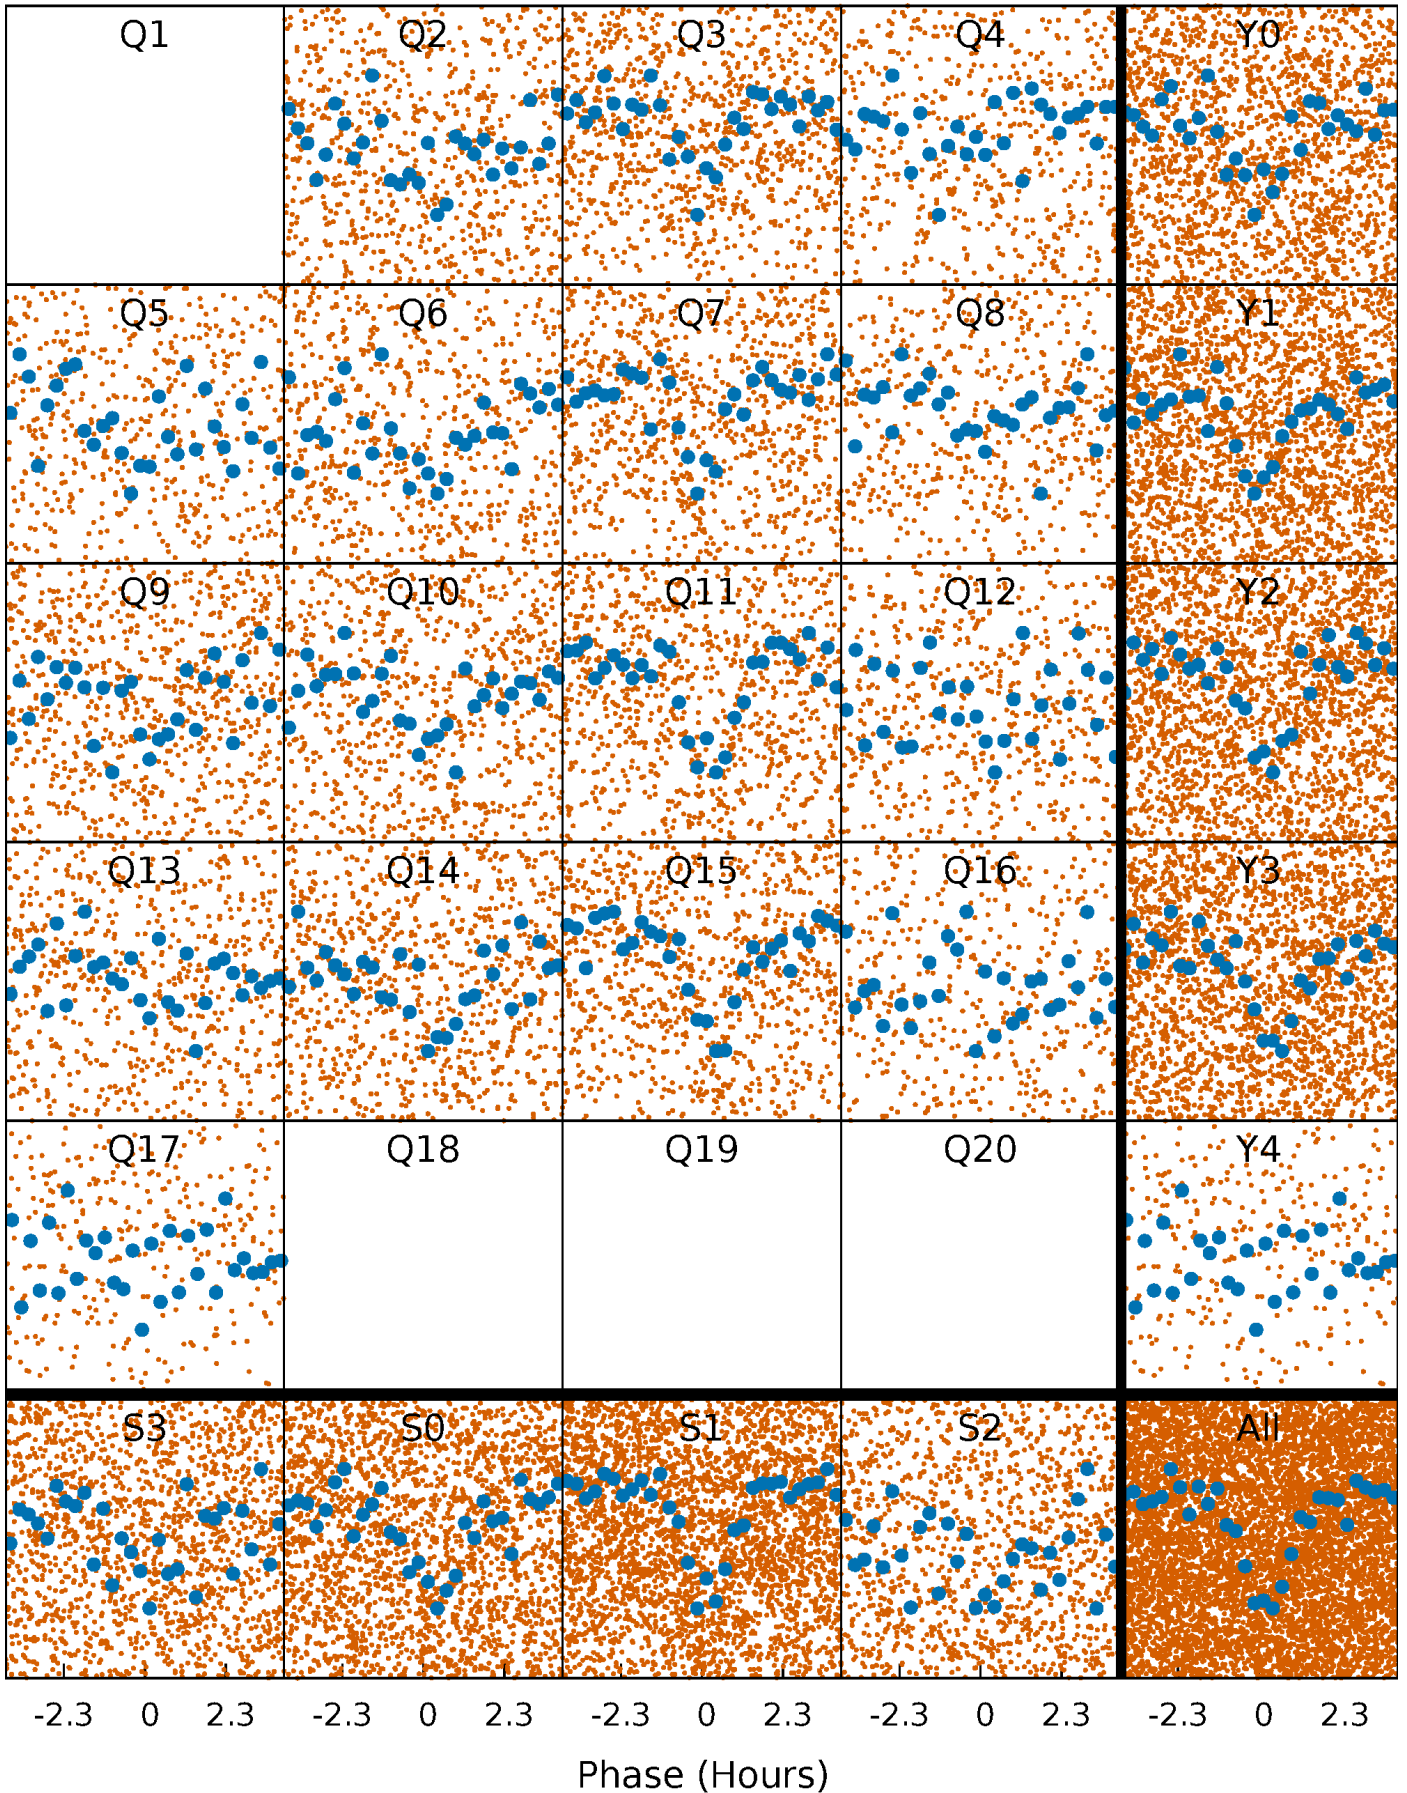 Q1 Q2 Q3 Q4 Y0
Q5 Q6 Q7 Q8 Y1
Q9 Q10 Q11 Q12 Y2
Q13 Q14 Q15 Q16 Y3
Q17 Q18 Q19 Q20 Y4
S3 S0 S1 S2 All
-2.3 0 2.3 -2.3 0 2.3 -2.3 0 2.3 -2.3 0 2.3 -2.3 0 2.3
Phase (Hours)